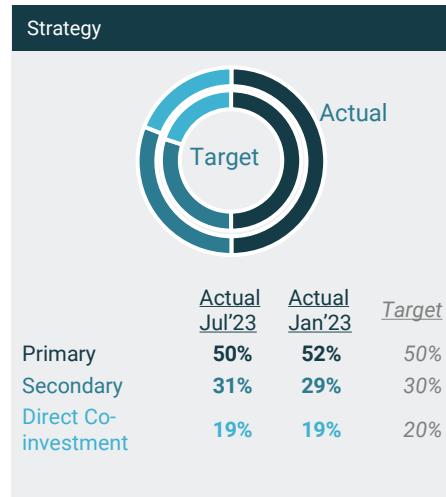 Strategy
Actual
Target
Actual Jul'23 Actual Jan'23 Target
Primary 50% 52% 50%
Secondary 31% 29% 30%
Direct Co-
investment 19% 19% 20%